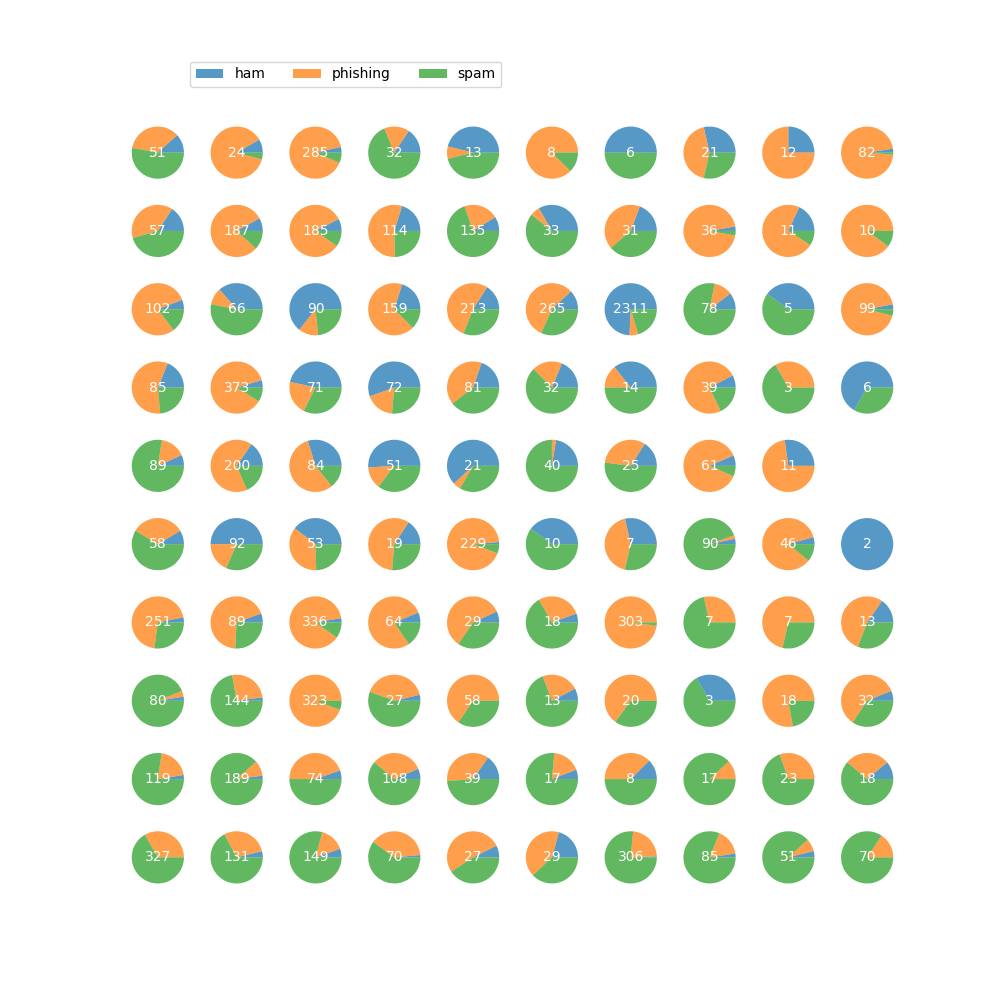 ham phishing spam
51 24 285 32 13 8 6 21 12 82
57 187 185 114 135 33 31 36 11 10
102 66 90 159 213 265 2311 78 5 99
85 373 71 72 81 32 14 39 3 6
89 200 84 51 21 40 25 61 11
58 92 53 19 229 10 7 90 46 2
251 89 336 64 29 18 303 7 7 13
80 144 323 27 58 13 20 3 18 32
119 189 74 108 39 17 8 17 23 18
327 131 149 70 27 29 306 85 51 70